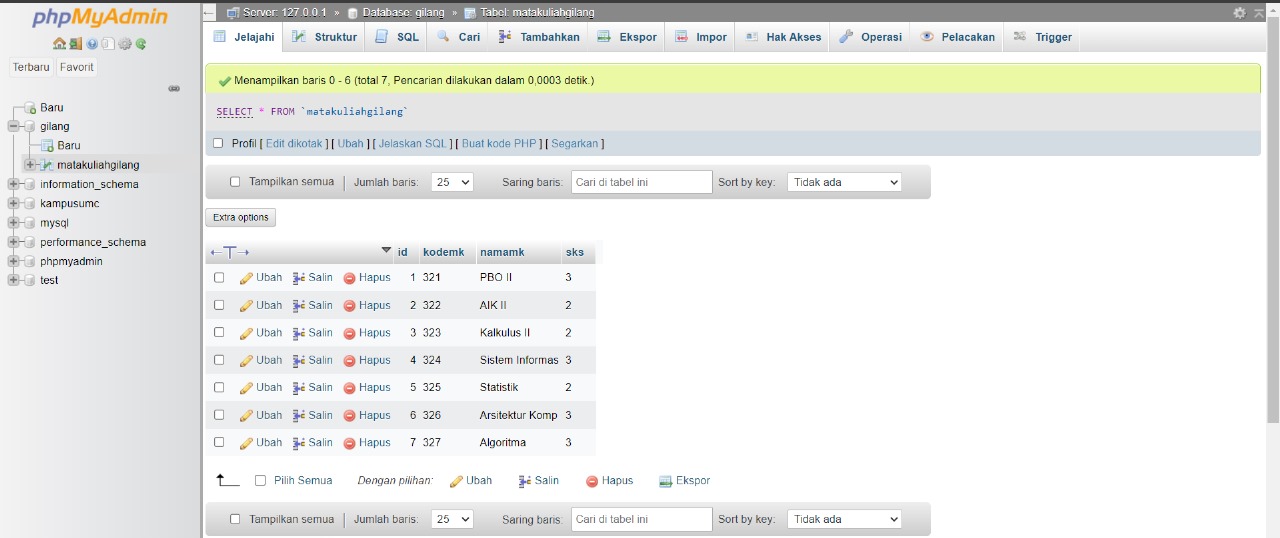 phpMyAdmin
Terbaru Favorit
Baru
gilang
Baru
matakuliahgilang
information_schema
kampusumc
mysql
performance_schema
phpmyadmin
test
Server: 127.0.0.1 » Database: gilang » Tabel: matakuliahgilang
Jelajahi Struktur SQL Cari Tambahkan Ekspor Impor Hak Akses Operasi Pelacakan Trigger
Menampilkan baris 0 - 6 (total 7, Pencarian dilakukan dalam 0,0003 detik.)
SELECT * FROM `matakuliahgilang`
Profil [ Edit dikotak ] [ Ubah ] [ Jelaskan SQL ] [ Buat kode PHP ] [ Segarkan ]
Tampilkan semua | Jumlah baris: 25 Saring baris: Cari di tabel ini Sort by key: Tidak ada
Extra options
←T→ id kodemk namamk sks
Ubah Salin Hapus 1 321 PBO II 3
Ubah Salin Hapus 2 322 AIK II 2
Ubah Salin Hapus 3 323 Kalkulus II 2
Ubah Salin Hapus 4 324 Sistem Informas 3
Ubah Salin Hapus 5 325 Statistik 2
Ubah Salin Hapus 6 326 Arsitektur Komp 3
Ubah Salin Hapus 7 327 Algoritma 3
Pilih Semua Dengan pilihan: Ubah Salin Hapus Ekspor
Tampilkan semua | Jumlah baris: 25 Saring baris: Cari di tabel ini Sort by key: Tidak ada